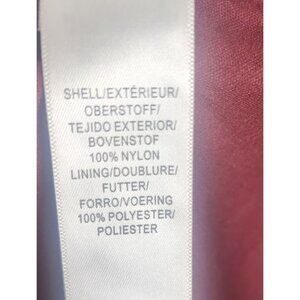 SHELL/EXTÉRIEUR/
OBERSTOFF/
TEJIDO EXTERIOR/
BOVENSTOF
100% NYLON
LINING/DOUBLURE/
FUTTER/
FORRO/VOERING
100% POLYESTER/
POLIESTER